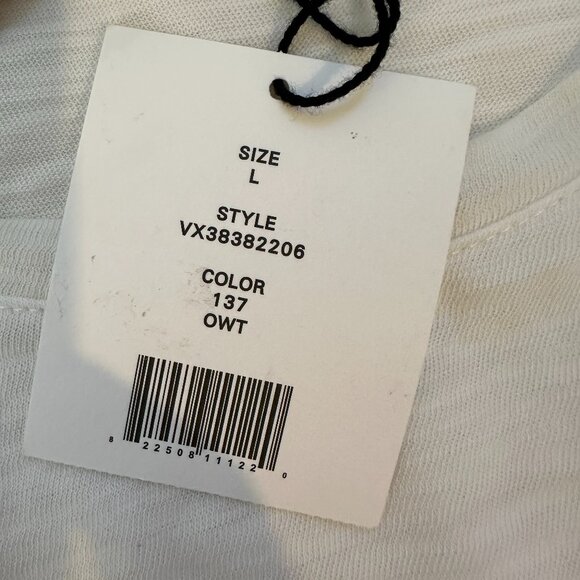 SIZE
L
STYLE
VX38382206
COLOR
137
OWT
8 22508 11122 0